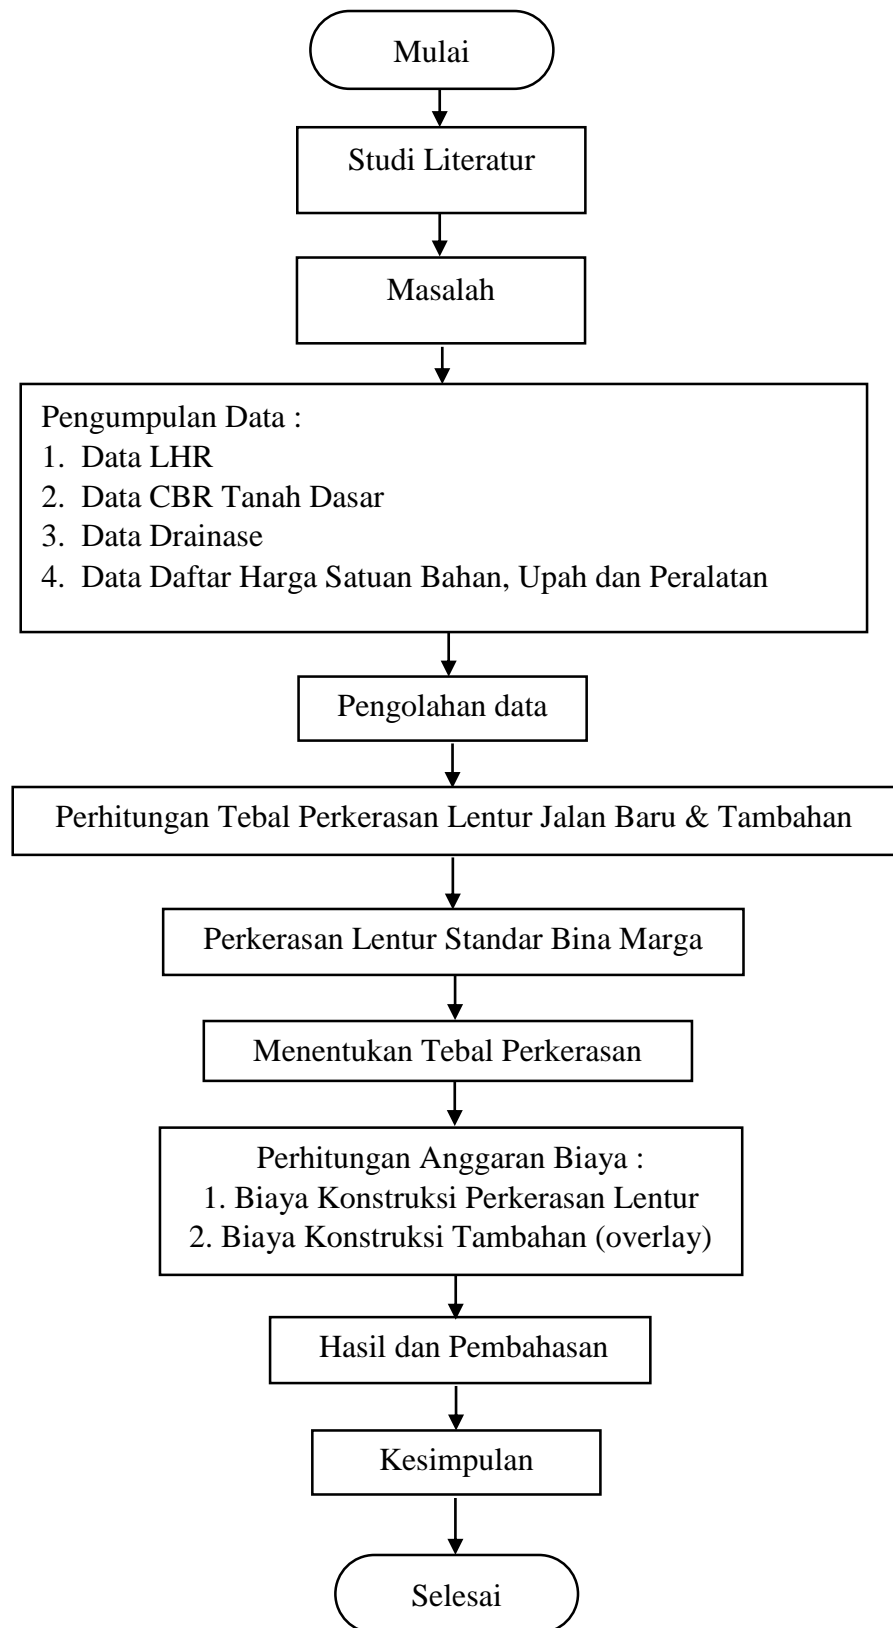 Mulai
Studi Literatur
Masalah
Pengumpulan Data :
1. Data LHR
2. Data CBR Tanah Dasar
3. Data Drainase
4. Data Daftar Harga Satuan Bahan, Upah dan Peralatan
Pengolahan data
Perhitungan Tebal Perkerasan Lentur Jalan Baru & Tambahan
Perkerasan Lentur Standar Bina Marga
Menentukan Tebal Perkerasan
Perhitungan Anggaran Biaya :
1. Biaya Konstruksi Perkerasan Lentur
2. Biaya Konstruksi Tambahan (overlay)
Hasil dan Pembahasan
Kesimpulan
Selesai